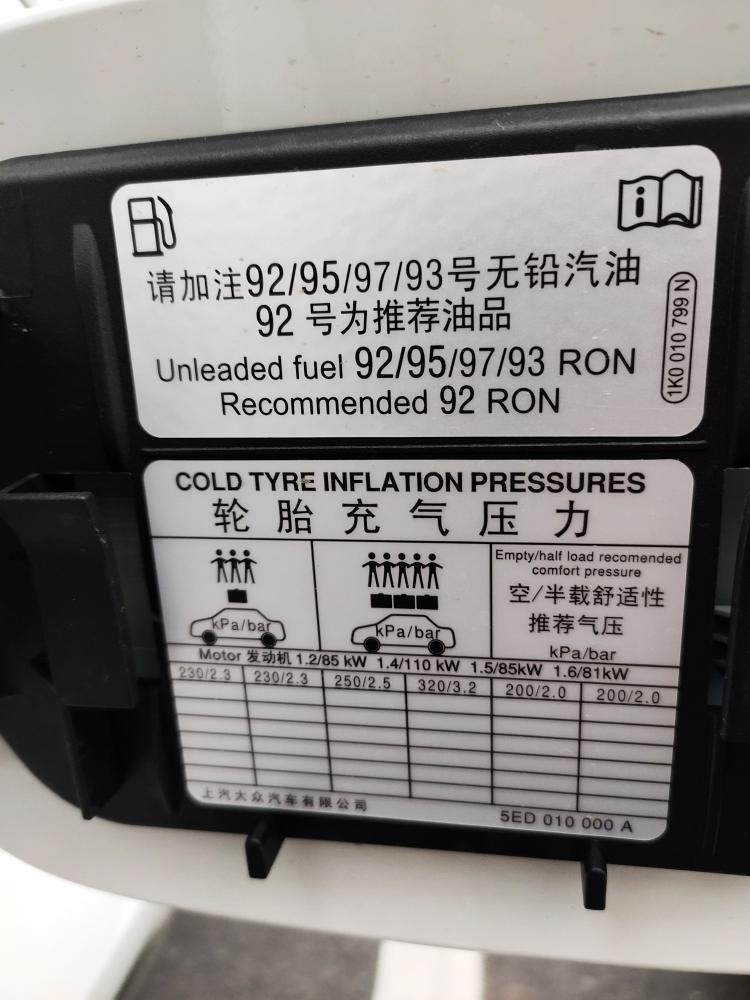 请加注92/95/97/93号无铅汽油
92 号为推荐油品
Unleaded fuel 92/95/97/93 RON
Recommended 92 RON
1K0 010 799 N
COLD TYRE INFLATION PRESSURES
轮胎充气压力
kPa/bar
kPa/bar
Empty/half load recomended
comfort pressure
空/半载舒适性
推荐气压
kPa/bar
Motor 发动机 1.2/85 kW 1.4/110 kW 1.5/85kW 1.6/81kW
230/2.3 230/2.3 250/2.5 320/3.2 200/2.0 200/2.0
上汽大众汽车有限公司
5ED 010 000 A